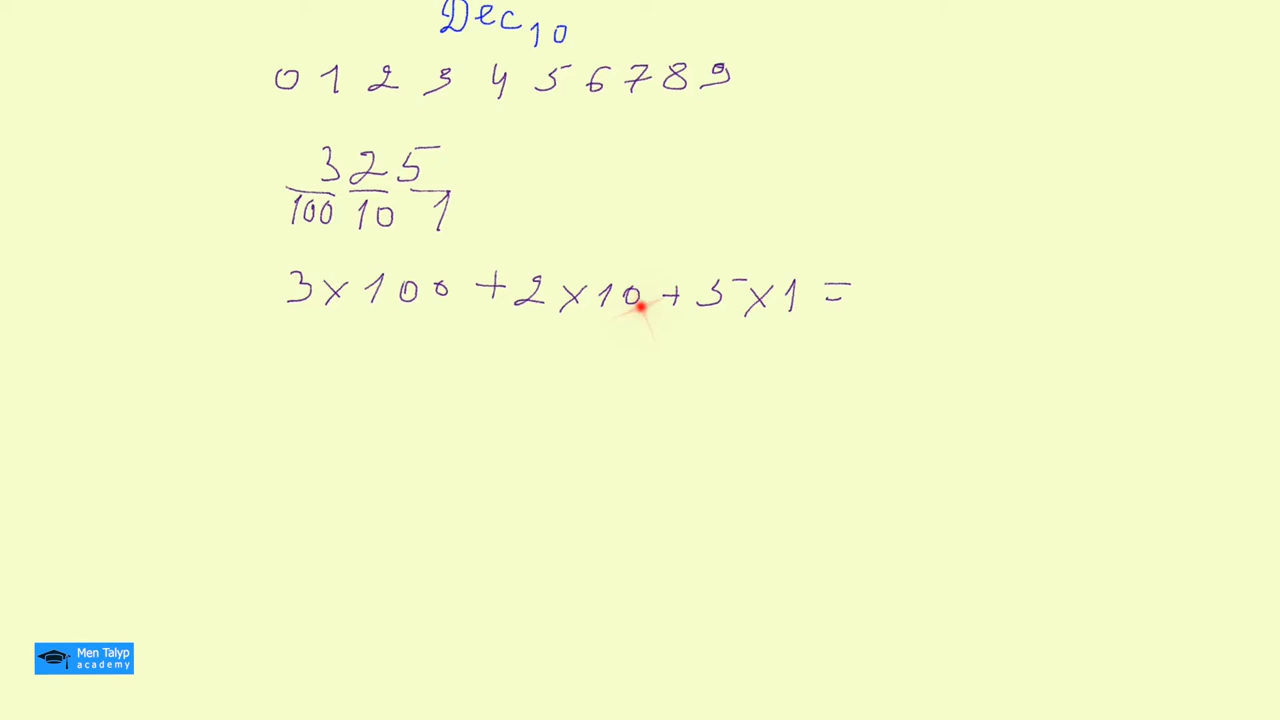 Dec10
0 1 2 3 4 5 6 7 8 9
3 2 5
100 10 1
3 x 100 + 2 x 10 + 5 x 1 =
Men Talyp
academy